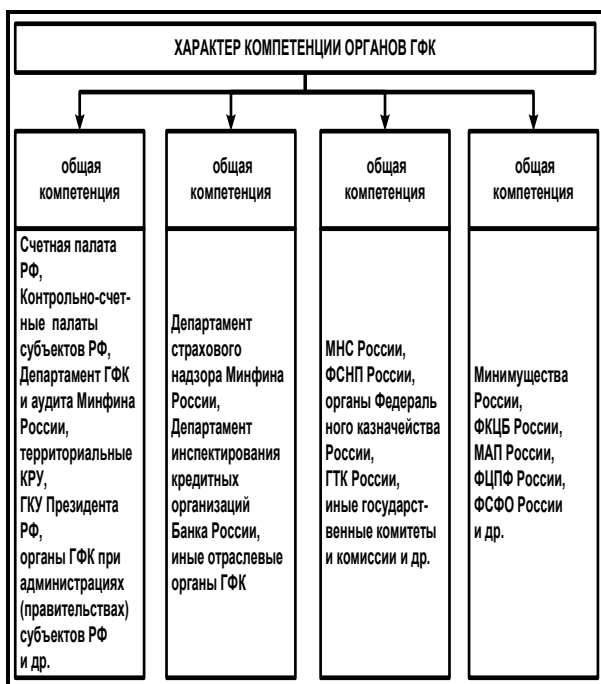 ХАРАКТЕР КОМПЕТЕНЦИИ ОРГАНОВ ГФК
общая
компетенция
Счетная палата
РФ,
Контрольно-счет-
ные палаты
субъектов РФ,
Департамент ГФК
и аудита Минфина
России,
территориальные
КРУ,
ГКУ Президента
РФ,
органы ГФК при
администрациях
(правительствах)
субъектов РФ
и др.
общая
компетенция
Департамент
страхового
надзора Минфина
России,
Департамент
инспектирования
кредитных
организаций
Банка России,
иные отраслевые
органы ГФК
общая
компетенция
МНС России,
ФСНП России,
органы Федераль
ного казначейства
России,
ГТК России,
иные государст-
венные комитеты
и комиссии и др.
общая
компетенция
Минимущества
России,
ФКЦБ России,
МАП России,
ФЦПФ России,
ФСФО России
и др.